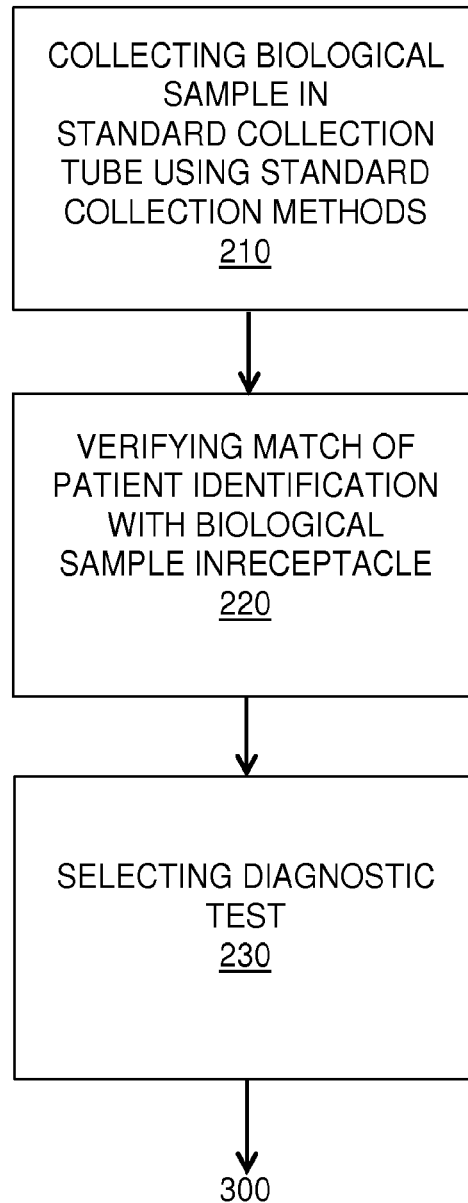 COLLECTING BIOLOGICAL
SAMPLE IN
STANDARD COLLECTION
TUBE USING STANDARD
COLLECTION METHODS
210
VERIFYING MATCH OF
PATIENT IDENTIFICATION
WITH BIOLOGICAL
SAMPLE INRECEPTACLE
220
SELECTING DIAGNOSTIC
TEST
230
300